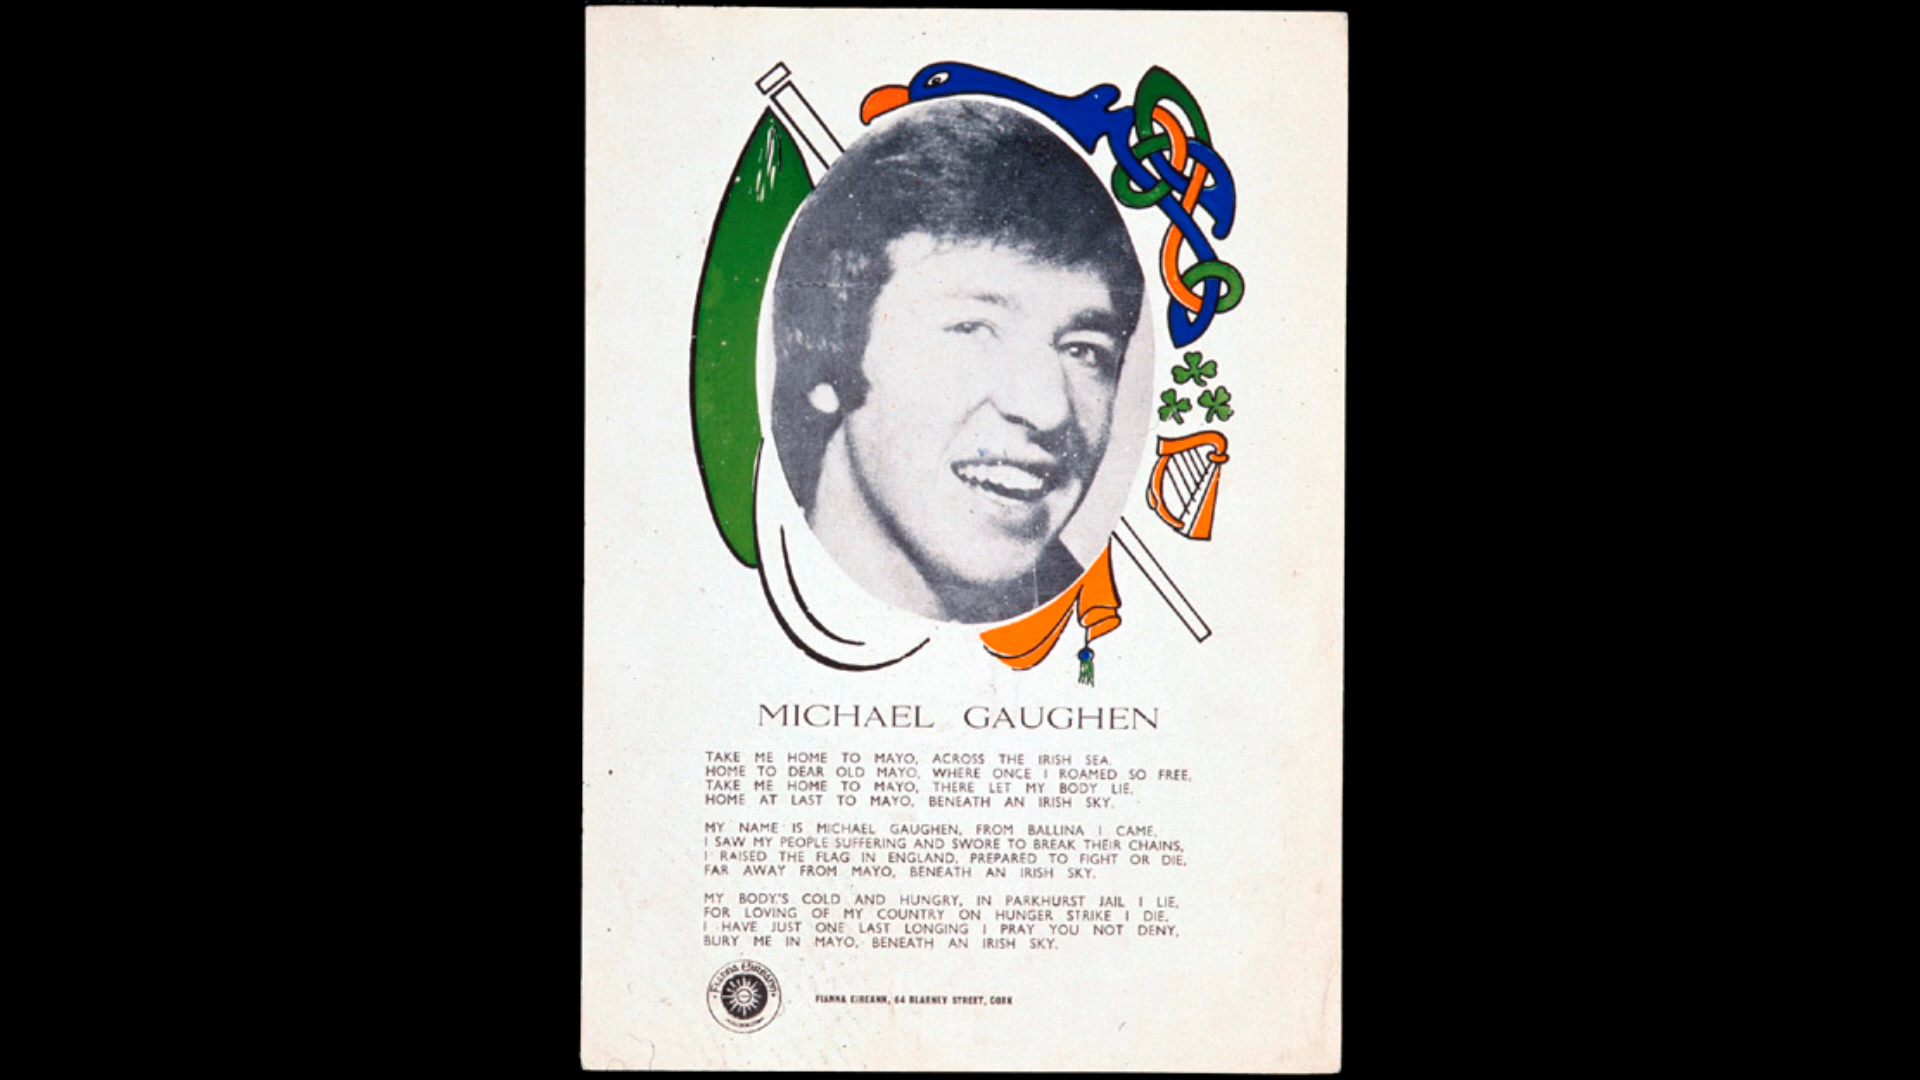 MICHAEL GAUGHEN
TAKE ME HOME TO MAYO, ACROSS THE IRISH SEA.
HOME TO DEAR OLD MAYO, WHERE ONCE I ROAMED SO FREE,
TAKE ME HOME TO MAYO, THERE LET MY BODY LIE,
HOME AT LAST TO MAYO, BENEATH AN IRISH SKY.
MY NAME IS MICHAEL GAUGHEN, FROM BALLINA I CAME,
I SAW MY PEOPLE SUFFERING AND SWORE TO BREAK THEIR CHAINS,
I RAISED THE FLAG IN ENGLAND, PREPARED TO FIGHT OR DIE,
FAR AWAY FROM MAYO, BENEATH AN IRISH SKY.
MY BODY'S COLD AND HUNGRY, IN PARKHURST JAIL I LIE,
FOR LOVING OF MY COUNTRY ON HUNGER STRIKE I DIE,
I HAVE JUST ONE LAST LONGING I PRAY YOU NOT DENY,
BURY ME IN MAYO, BENEATH AN IRISH SKY.
FIANNA EIREANN
FIANNA EIREANN, 64 BLARNEY STREET, CORK